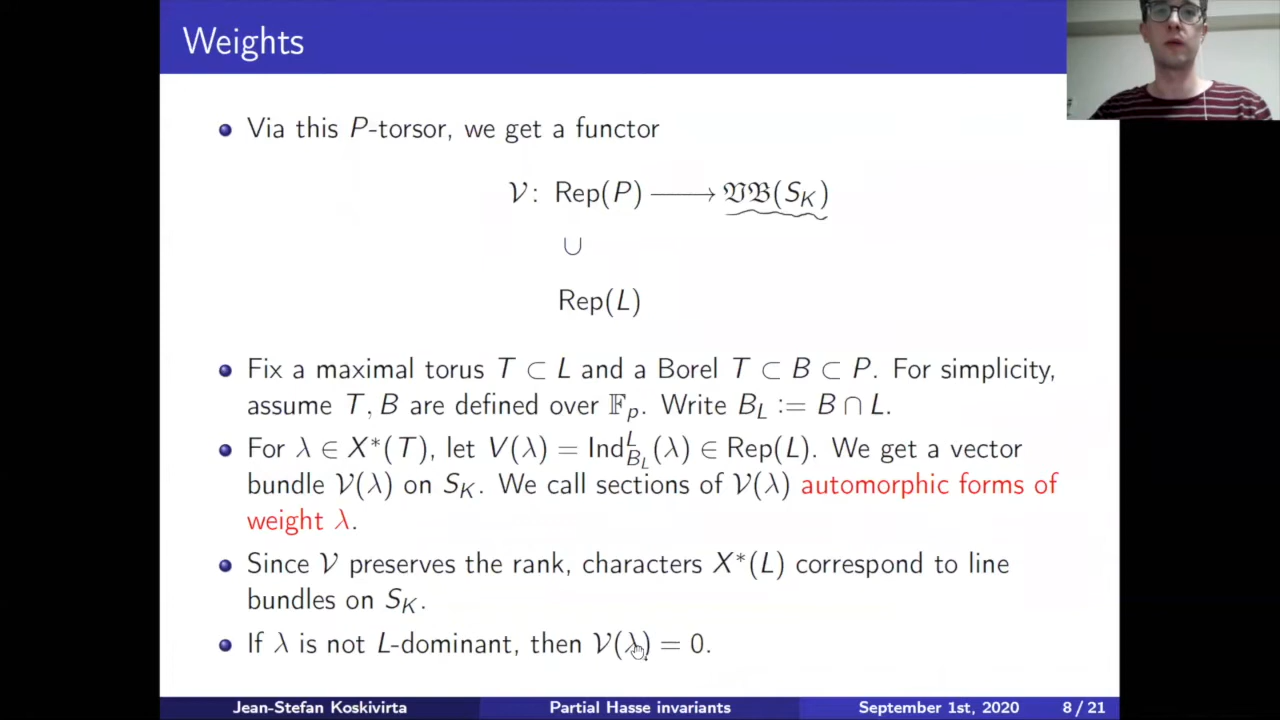 Weights
Via this P-torsor, we get a functor
𝒱: Rep(P) ⟶ 𝔙𝔅(S_K)
∪
Rep(L)
Fix a maximal torus T ⊂ L and a Borel T ⊂ B ⊂ P. For simplicity,
assume T, B are defined over 𝔽_p. Write B_L := B ∩ L.
For λ ∈ X*(T), let V(λ) = Ind^L_{B_L}(λ) ∈ Rep(L). We get a vector
bundle 𝒱(λ) on S_K. We call sections of 𝒱(λ) automorphic forms of
weight λ.
Since 𝒱 preserves the rank, characters X*(L) correspond to line
bundles on S_K.
If λ is not L-dominant, then 𝒱(λ) = 0.
Jean-Stefan Koskivirta Partial Hasse invariants September 1st, 2020 8 / 21